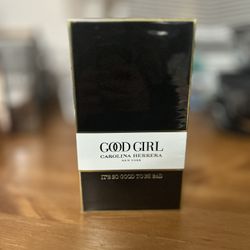 GOOD GIRL
CAROLINA HERRERA
NEW YORK
IT'S SO GOOD TO BE BAD